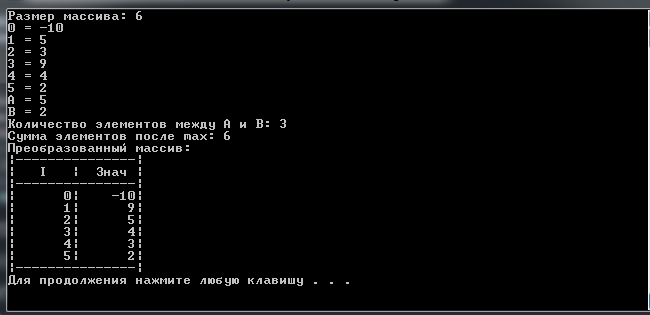 Размер массива: 6
0 = -10
1 = 5
2 = 3
3 = 9
4 = 4
5 = 2
A = 5
B = 2
Количество элементов между A и B: 3
Сумма элементов после max: 6
Преобразованный массив:
|---------------|
|   I   |  Знач |
|---------------|
|      0|    -10|
|      1|      9|
|      2|      5|
|      3|      4|
|      4|      3|
|      5|      2|
|---------------|
Для продолжения нажмите любую клавишу . . .